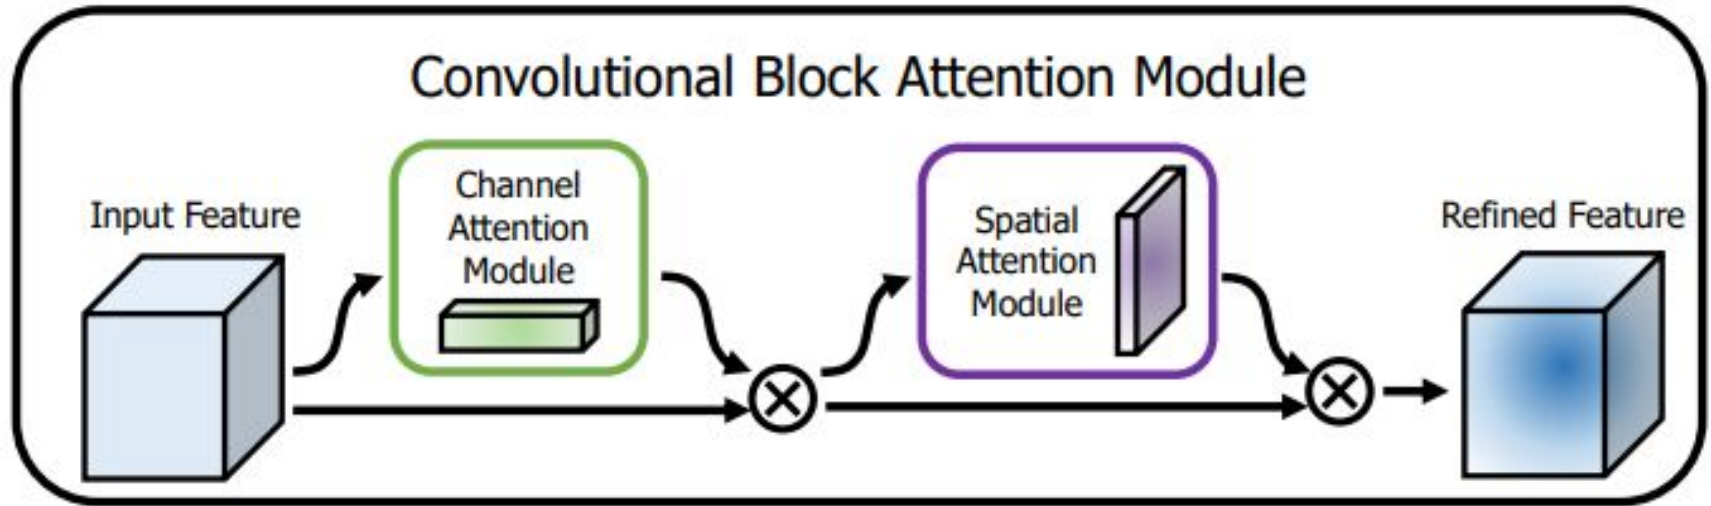 Convolutional Block Attention Module
Input Feature
Channel
Attention
Module
Spatial
Attention
Module
Refined Feature